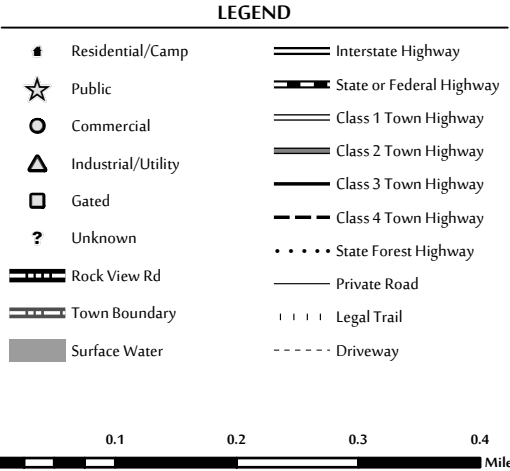 LEGEND
Residential/Camp
Public
Commercial
Industrial/Utility
Gated
? Unknown
Rock View Rd
Town Boundary
Surface Water
Interstate Highway
State or Federal Highway
Class 1 Town Highway
Class 2 Town Highway
Class 3 Town Highway
Class 4 Town Highway
State Forest Highway
Private Road
Legal Trail
Driveway
0.1 0.2 0.3 0.4
Mile